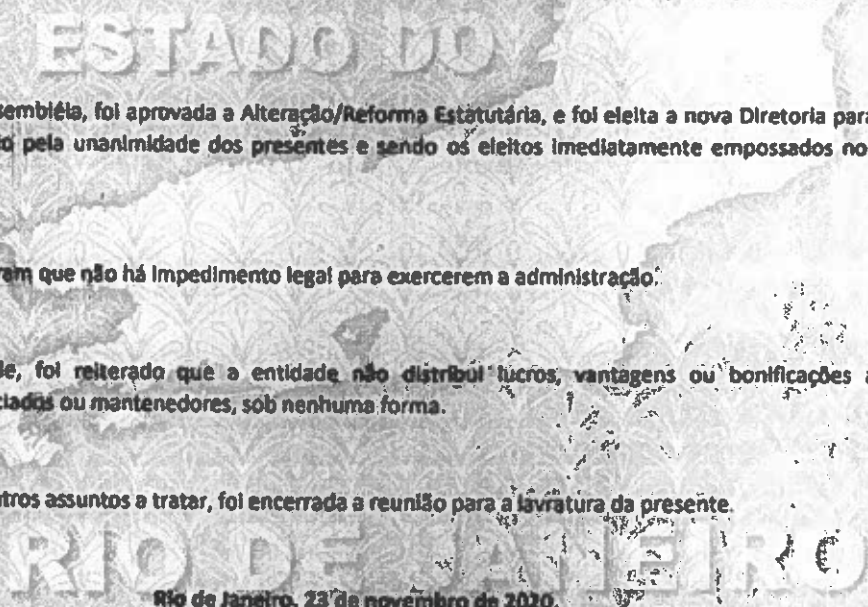 ESTADO DO
sembléia, foi aprovada a Alteração/Reforma Estatutária, e foi eleita a nova Diretoria para
o pela unanimidade dos presentes e sendo os eleitos imediatamente empossados no
ram que não há impedimento legal para exercerem a administração.
de, foi reiterado que a entidade não distribui lucros, vantagens ou bonificações a
ciados ou mantenedores, sob nenhuma forma.
utros assuntos a tratar, foi encerrada a reunião para a lavratura da presente.
RIO DE JANEIRO
Rio de Janeiro, 23 de novembro de 2020.